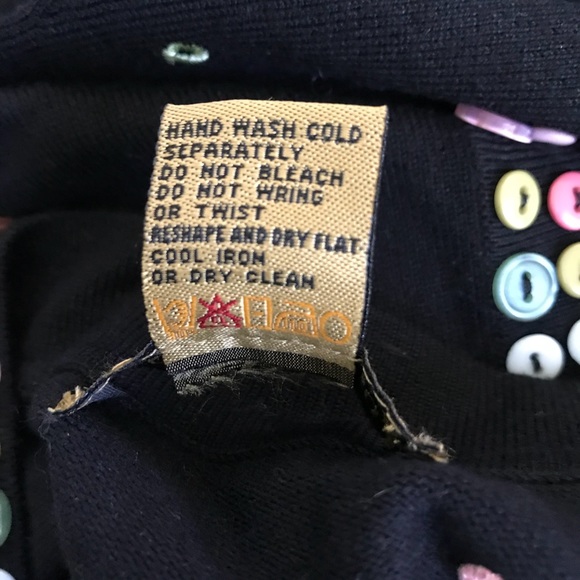 HAND WASH COLD
SEPARATELY
DO NOT BLEACH
DO NOT WRING
OR TWIST
RESHAPE AND DRY FLAT
COOL IRON
OR DRY CLEAN